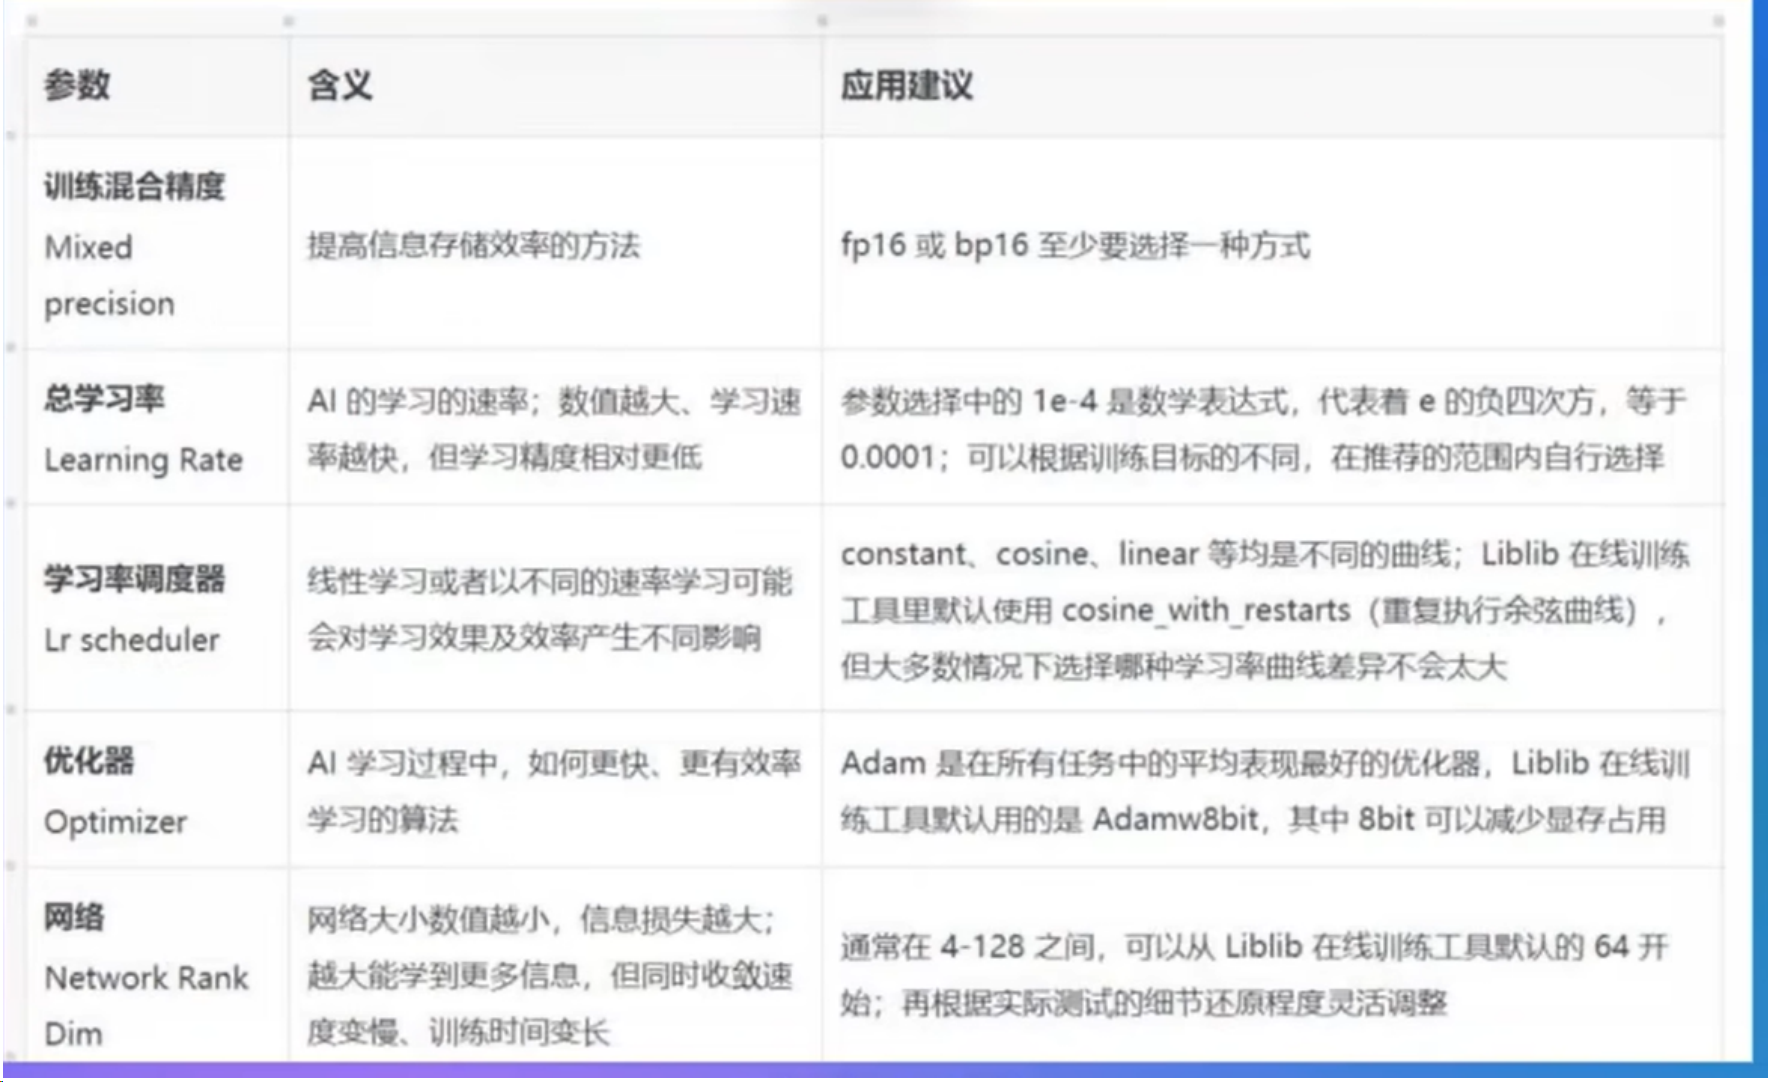 参数
含义
应用建议
训练混合精度
Mixed
precision
提高信息存储效率的方法
fp16 或 bp16 至少要选择一种方式
总学习率
Learning Rate
AI 的学习的速率；数值越大、学习速
率越快，但学习精度相对更低
参数选择中的 1e-4 是数学表达式，代表着 e 的负四次方，等于
0.0001；可以根据训练目标的不同，在推荐的范围内自行选择
学习率调度器
Lr scheduler
线性学习或者以不同的速率学习可能
会对学习效果及效率产生不同影响
constant、cosine、linear 等均是不同的曲线；Liblib 在线训练
工具里默认使用 cosine_with_restarts（重复执行余弦曲线），
但大多数情况下选择哪种学习率曲线差异不会太大
优化器
Optimizer
AI 学习过程中，如何更快、更有效率
学习的算法
Adam 是在所有任务中的平均表现最好的优化器，Liblib 在线训
练工具默认用的是 Adamw8bit，其中 8bit 可以减少显存占用
网络
Network Rank
Dim
网络大小数值越小，信息损失越大；
越大能学到更多信息，但同时收敛速
度变慢、训练时间变长
通常在 4-128 之间，可以从 Liblib 在线训练工具默认的 64 开
始；再根据实际测试的细节还原程度灵活调整